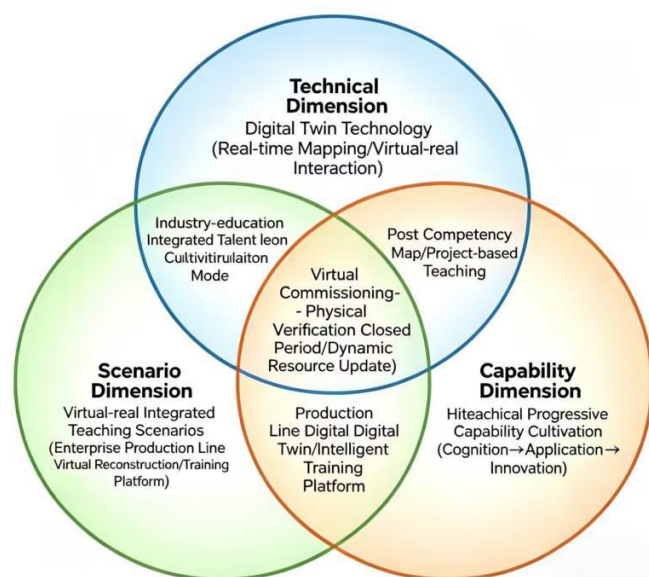 Technical
Dimension
Digital Twin Technology
(Real-time Mapping/Virtual-real
Interaction)
Industry-education
Integrated Talent leon
Cultivitirulaiton
Mode
Post Competency
Map/Project-based
Teaching
Virtual
Commissioning-
- Physical
Verification Closed
Period/Dynamic
Resource Update)
Scenario
Dimension
Virtual-real Integrated
Teaching Scenarios
(Enterprise Production Line
Virtual Reconstruction/Training
Platform)
Production
Line Digital Digital
Twin/Intelligent
Training
Platform
Capability
Dimension
Hiteachical Progressive
Capability Cultivation
(Cognition→Application→
Innovation)